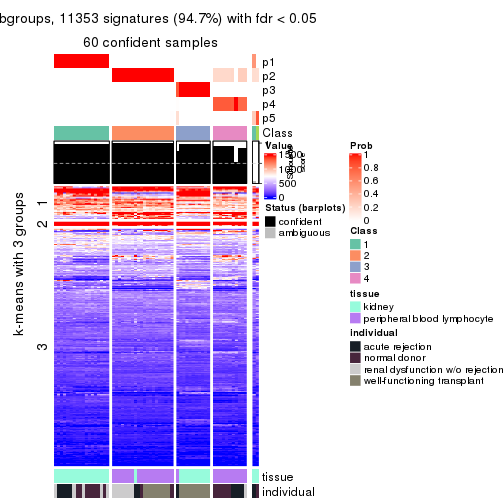 bgroups, 11353 signatures (94.7%) with fdr < 0.05
60 confident samples
p1
p2
p3
p4
p5
Class
k-means with 3 groups
1
2
3
tissue
individual
Value
1500
1000
500
0
Status (barplots)
confident
ambiguous
Prob
1
0.8
0.6
0.4
0.2
0
Class
1
2
3
4
tissue
kidney
peripheral blood lymphocyte
individual
acute rejection
normal donor
renal dysfunction w/o rejection
well-functioning transplant